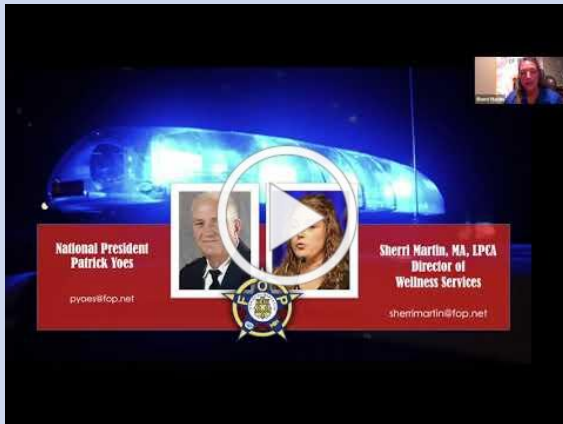 National President
Patrick Yoes
pyoes@fop.net
Sherri Martin, MA, LPCA
Director of
Wellness Services
sherrimartin@fop.net
F O P